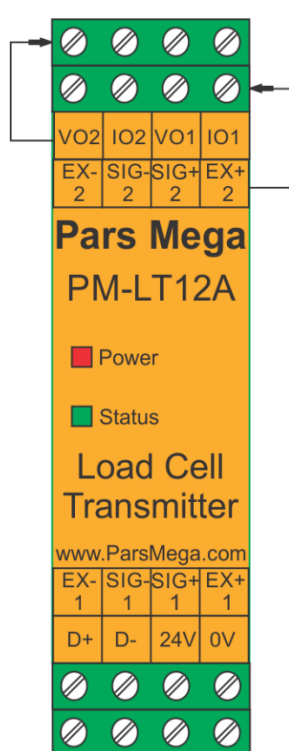 VO2 IO2 VO1 IO1
EX- SIG- SIG+ EX+
2 2 2 2
Pars Mega
PM-LT12A
Power
Status
Load Cell
Transmitter
www.ParsMega.com
EX- SIG- SIG+ EX+
1 1 1 1
D+ D- 24V 0V